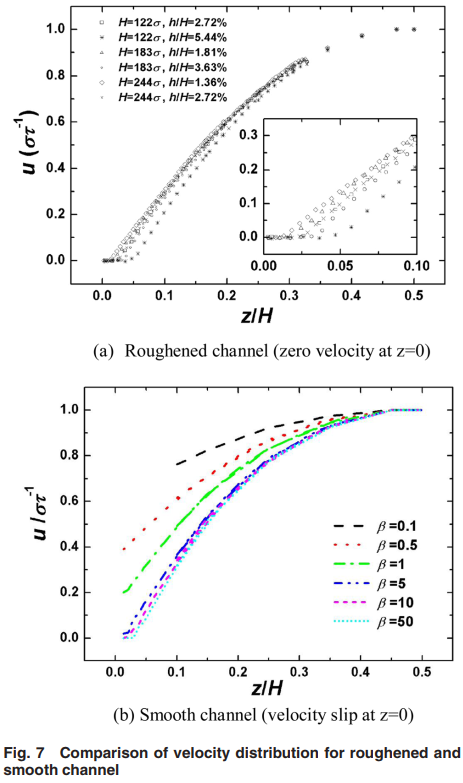 H=122σ, h/H=2.72%
H=122σ, h/H=5.44%
H=183σ, h/H=1.81%
H=183σ, h/H=3.63%
H=244σ, h/H=1.36%
H=244σ, h/H=2.72%
u (στ⁻¹)
1.0
0.8
0.6
0.4
0.2
0.0
0.3
0.2
0.1
0.0
0.00 0.05 0.10
0.0 0.1 0.2 0.3 0.4 0.5
z/H
(a) Roughened channel (zero velocity at z=0)
u /στ⁻¹
1.0
0.8
0.6
0.4
0.2
0.0
β=0.1
β=0.5
β=1
β=5
β=10
β=50
0.0 0.1 0.2 0.3 0.4 0.5
z/H
(b) Smooth channel (velocity slip at z=0)
Fig. 7 Comparison of velocity distribution for roughened and
smooth channel